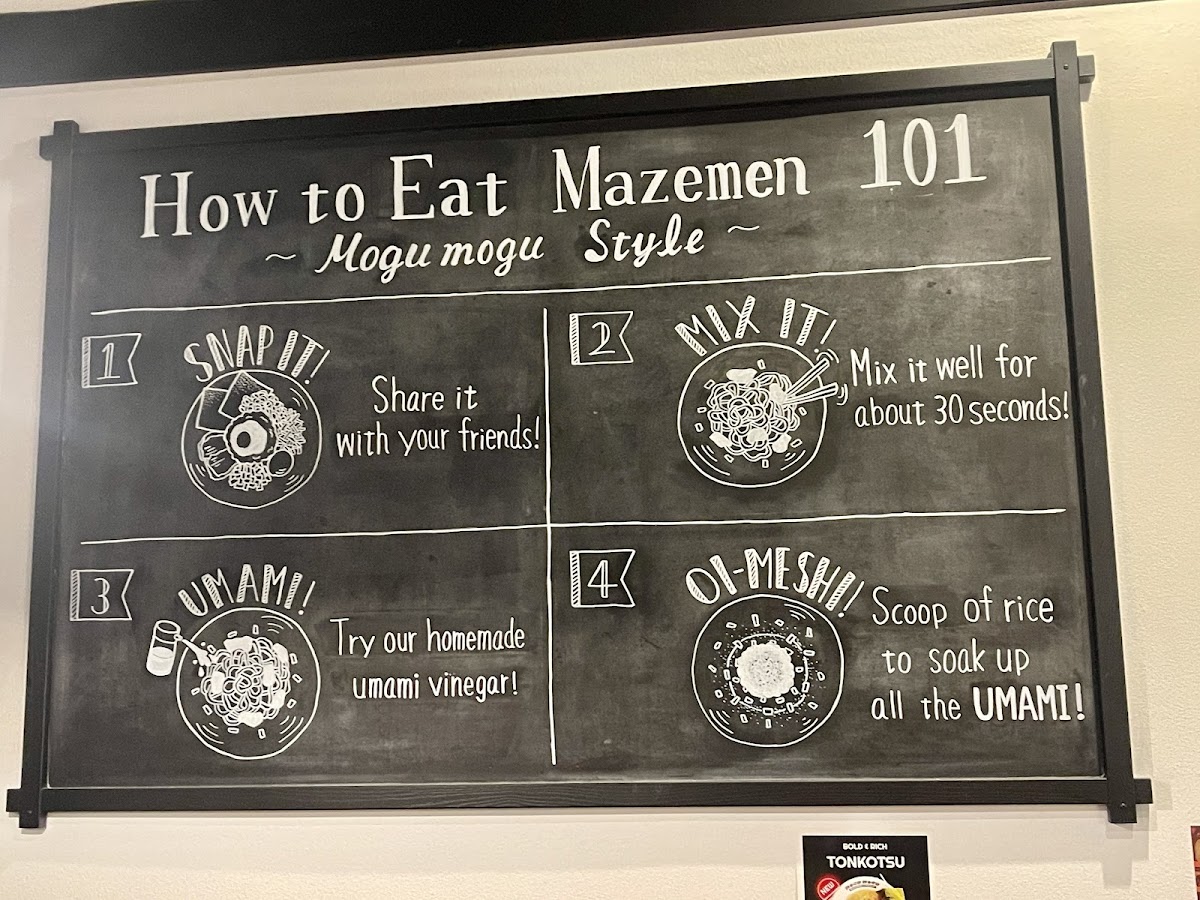 How to Eat Mazemen 101
~ Mogu mogu Style ~
1
SNAP IT!
Share it
with your friends!
2
MIX IT!
Mix it well for
about 30 seconds!
3
UMAMI!
Try our homemade
umami vinegar!
4
OI-MESHI!
Scoop of rice
to soak up
all the UMAMI!
BOLD & RICH
TONKOTSU
NEW